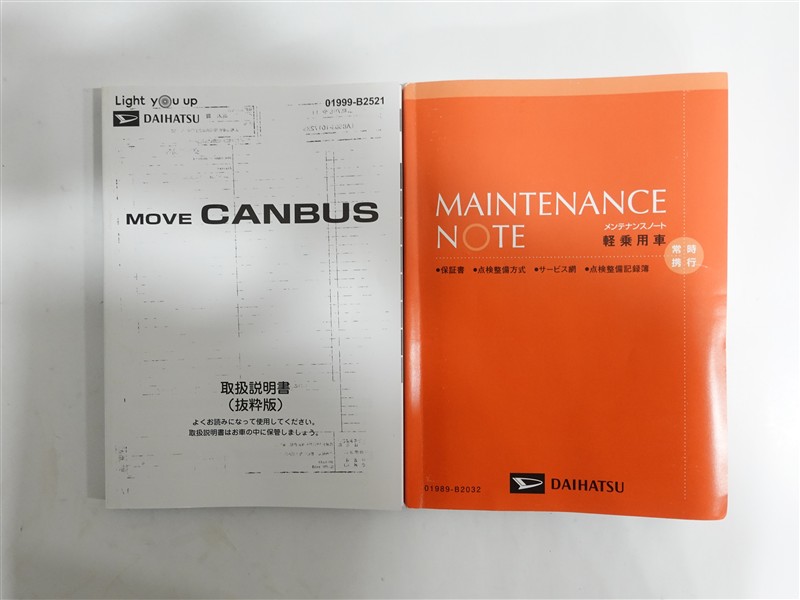 Light you up
01999-B2521
DAIHATSU
MOVE CANBUS
取扱説明書
（抜粋版）
よくお読みになって使用してください。
取扱説明書はお車の中に保管しましょう。
MAINTENANCE
NOTE
メンテナンスノート
軽乗用車
常時
携行
●保証書 ●点検整備方式 ●サービス網 ●点検整備記録簿
01989-B2032
DAIHATSU